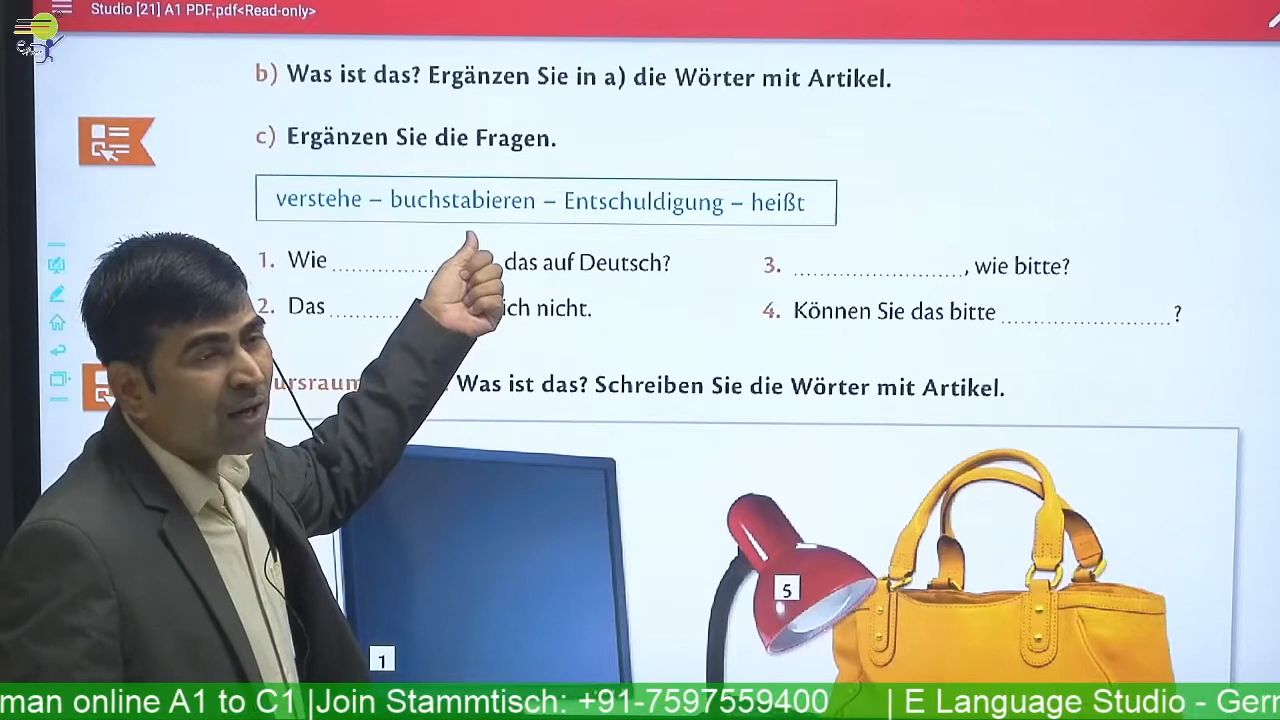 Studio [21] A1 PDF.pdf<Read-only>
b) Was ist das? Ergänzen Sie in a) die Wörter mit Artikel.
c) Ergänzen Sie die Fragen.
verstehe – buchstabieren – Entschuldigung – heißt
1. Wie ................ das auf Deutsch?
2. Das ............ ich nicht.
3. ........................., wie bitte?
4. Können Sie das bitte ......................... ?
Was ist das? Schreiben Sie die Wörter mit Artikel.
1
5
man online A1 to C1 |Join Stammtisch: +91-7597559400 | E Language Studio - Gerr